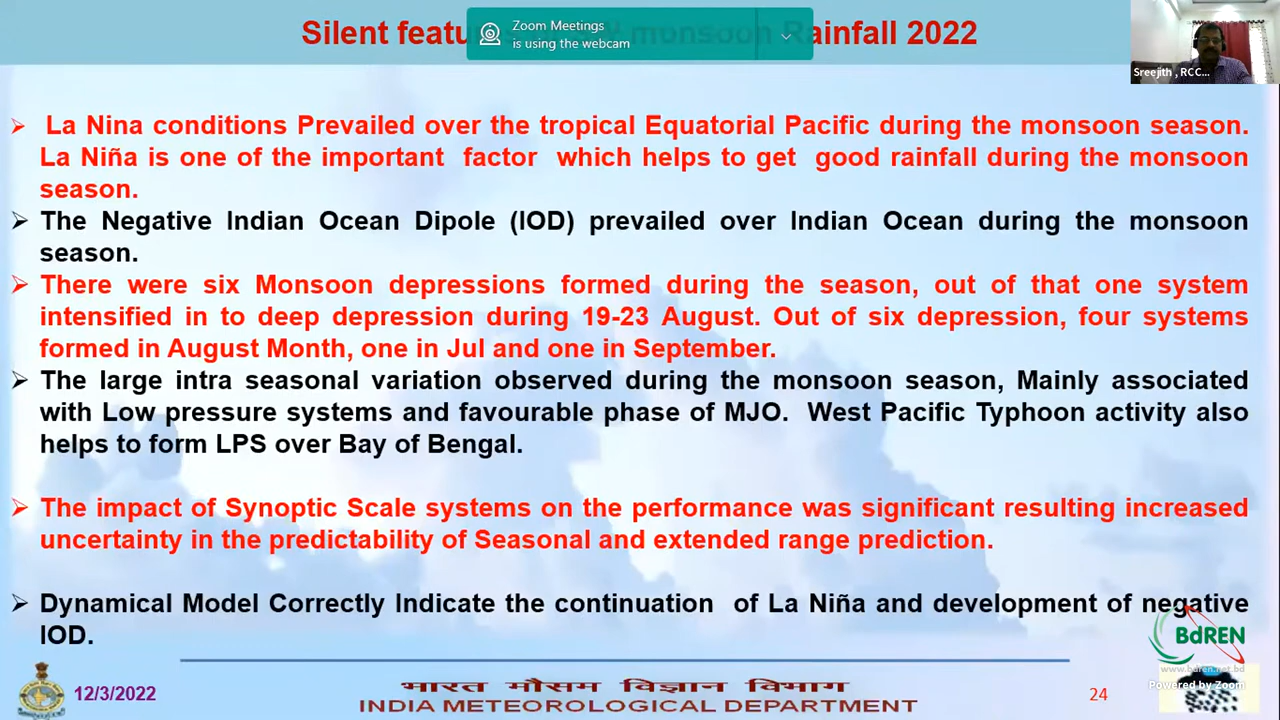 Silent featu monsoon Rainfall 2022
Zoom Meetings
is using the webcam
Sreejith , RCC...
➢ La Nina conditions Prevailed over the tropical Equatorial Pacific during the monsoon season.
La Niña is one of the important factor which helps to get good rainfall during the monsoon
season.
➢ The Negative Indian Ocean Dipole (IOD) prevailed over Indian Ocean during the monsoon
season.
➢ There were six Monsoon depressions formed during the season, out of that one system
intensified in to deep depression during 19-23 August. Out of six depression, four systems
formed in August Month, one in Jul and one in September.
➢ The large intra seasonal variation observed during the monsoon season, Mainly associated
with Low pressure systems and favourable phase of MJO. West Pacific Typhoon activity also
helps to form LPS over Bay of Bengal.
➢ The impact of Synoptic Scale systems on the performance was significant resulting increased
uncertainty in the predictability of Seasonal and extended range prediction.
➢ Dynamical Model Correctly Indicate the continuation of La Niña and development of negative
IOD.
BdREN
www.bdren.net.bd
Powered by Zoom
12/3/2022
भारत मौसम विज्ञान विभाग
INDIA METEOROLOGICAL DEPARTMENT
24